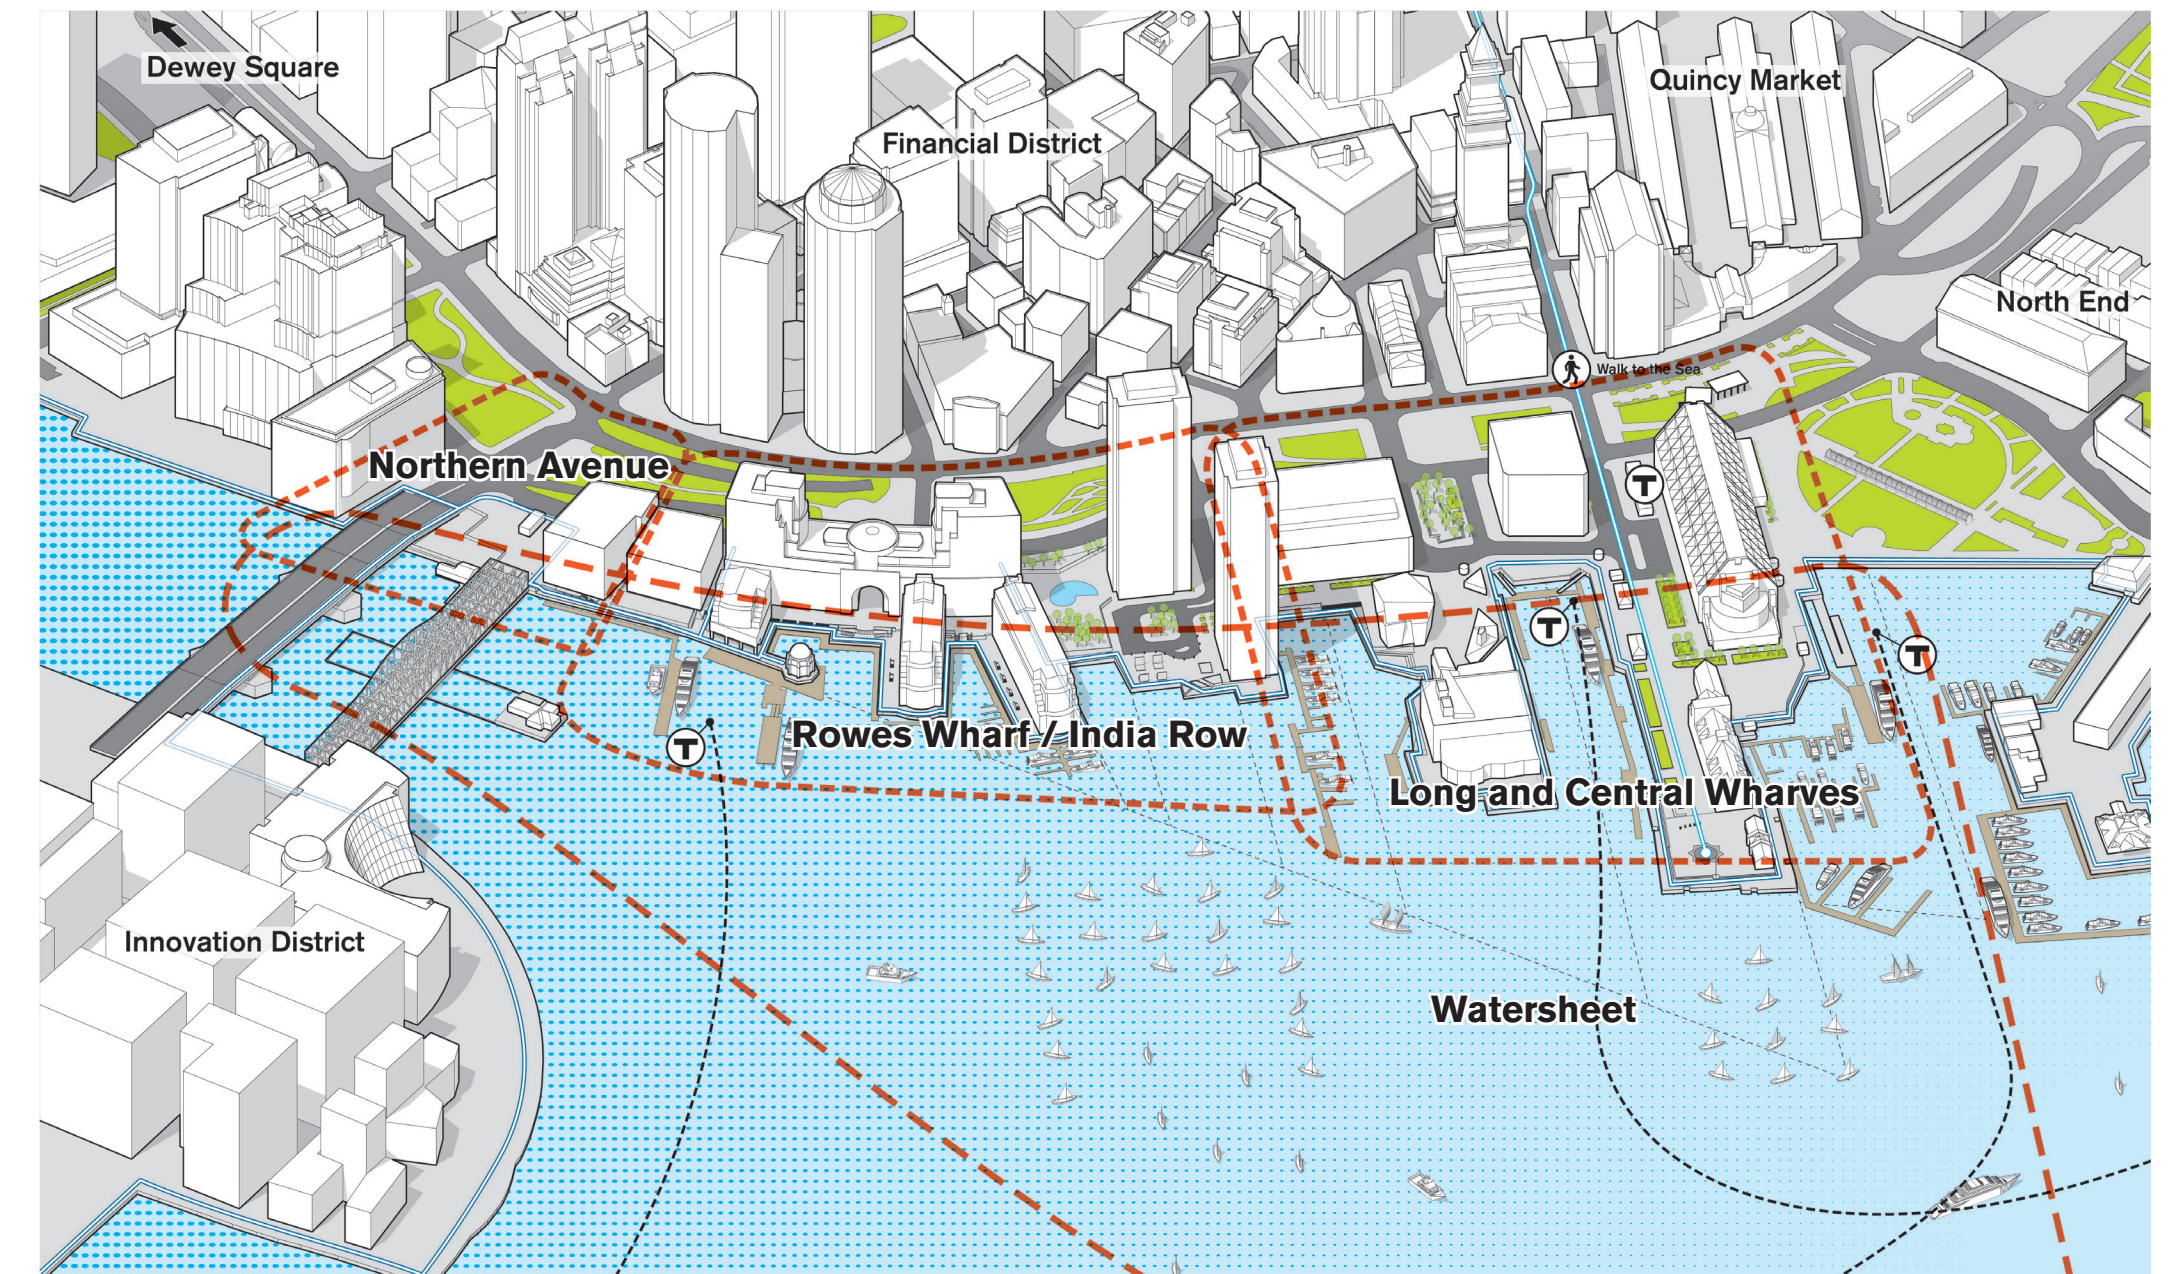 Dewey Square
Quincy Market
Financial District
North End
Walk to the Sea
Northern Avenue
T
T
T
Rowes Wharf / India Row
T
Long and Central Wharves
Innovation District
Watersheet